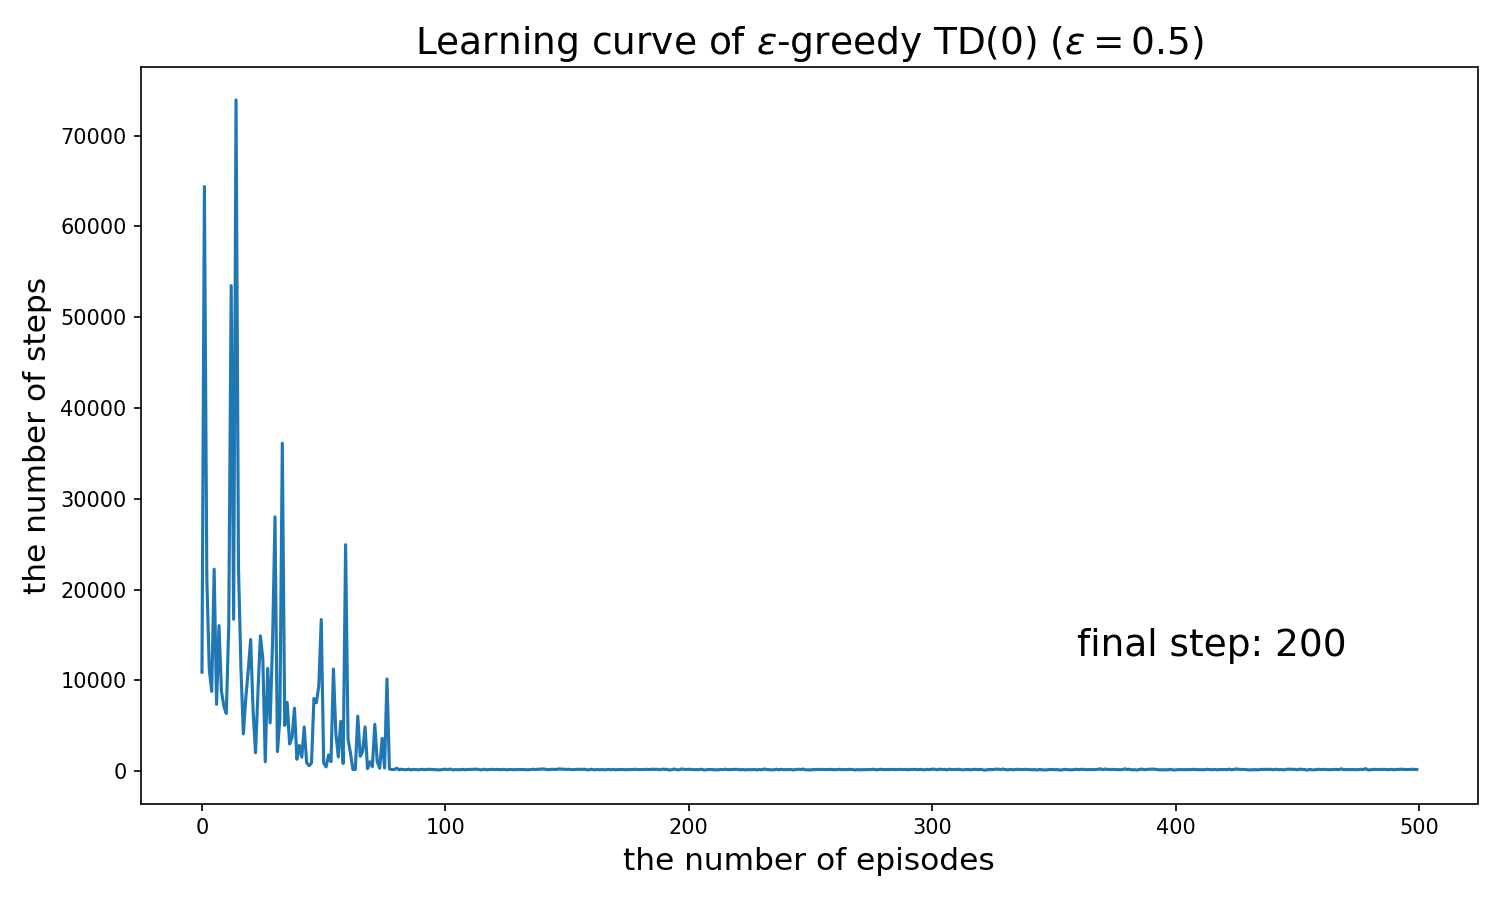 Learning curve of ε-greedy TD(0) (ε = 0.5)
the number of steps
70000
60000
50000
40000
30000
20000
10000
0
final step: 200
0 100 200 300 400 500
the number of episodes